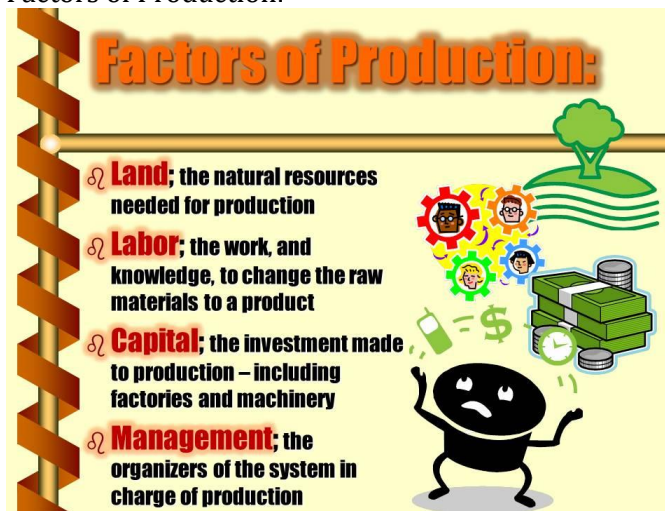 Factors of Production:
Factors of Production:
Land; the natural resources
needed for production
Labor; the work, and
knowledge, to change the raw
materials to a product
Capital; the investment made
to production – including
factories and machinery
Management; the
organizers of the system in
charge of production
$